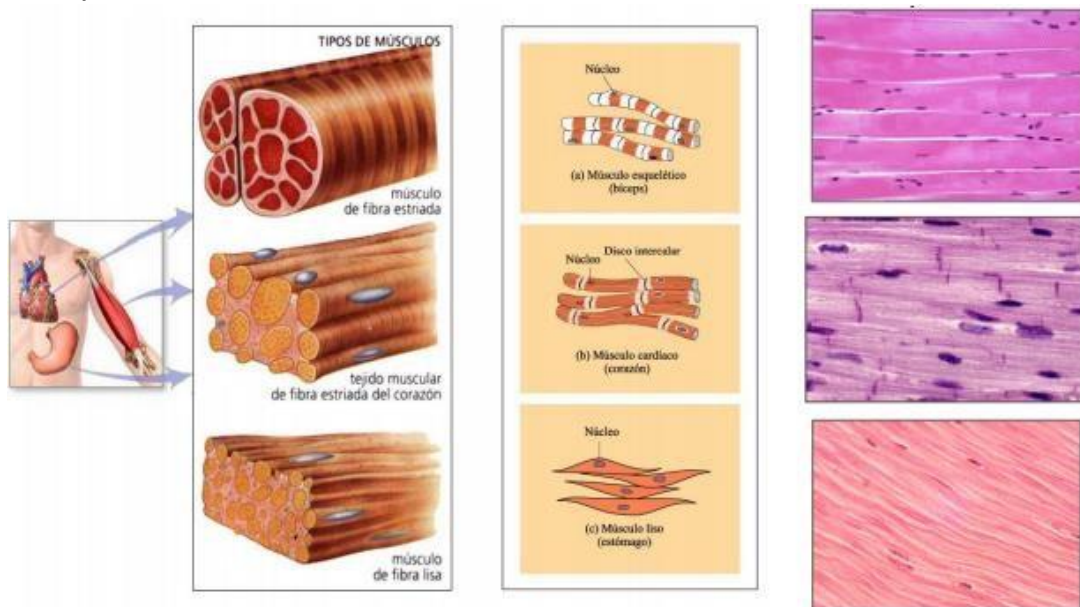 TIPOS DE MÚSCULOS
músculo
de fibra estriada
tejido muscular
de fibra estriada del corazón
músculo
de fibra lisa
Núcleo
(a) Músculo esquelético
(bíceps)
Disco intercalar
Núcleo
(b) Músculo cardíaco
(corazón)
Núcleo
(c) Músculo liso
(estómago)